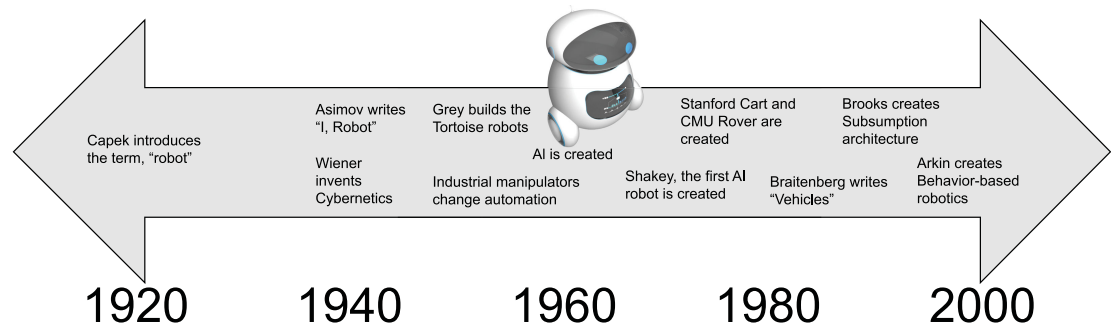 Capek introduces
the term, “robot”
Asimov writes
“I, Robot”
Wiener
invents
Cybernetics
Grey builds the
Tortoise robots
Industrial manipulators
change automation
AI is created
Stanford Cart and
CMU Rover are
created
Shakey, the first AI
robot is created
Braitenberg writes
“Vehicles”
Brooks creates
Subsumption
architecture
Arkin creates
Behavior-based
robotics
1920
1940
1960
1980
2000